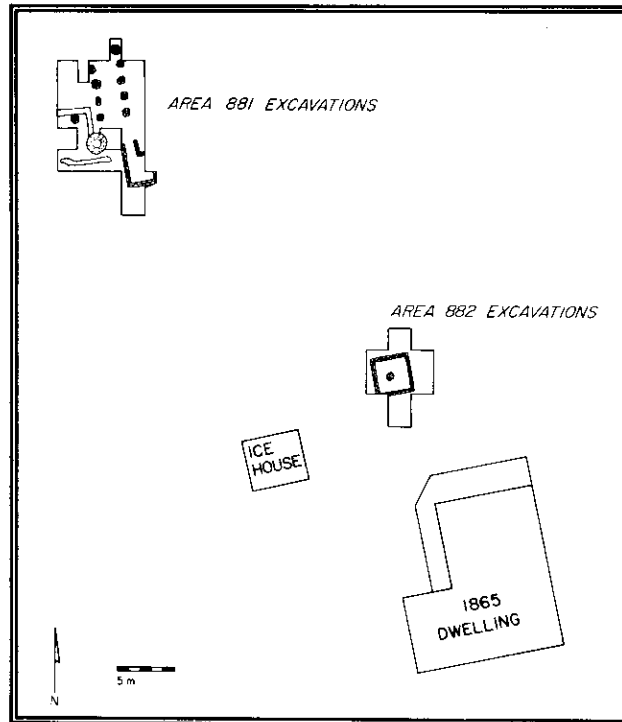 AREA 881 EXCAVATIONS
AREA 882 EXCAVATIONS
ICE
HOUSE
1865
DWELLING
5 m
N